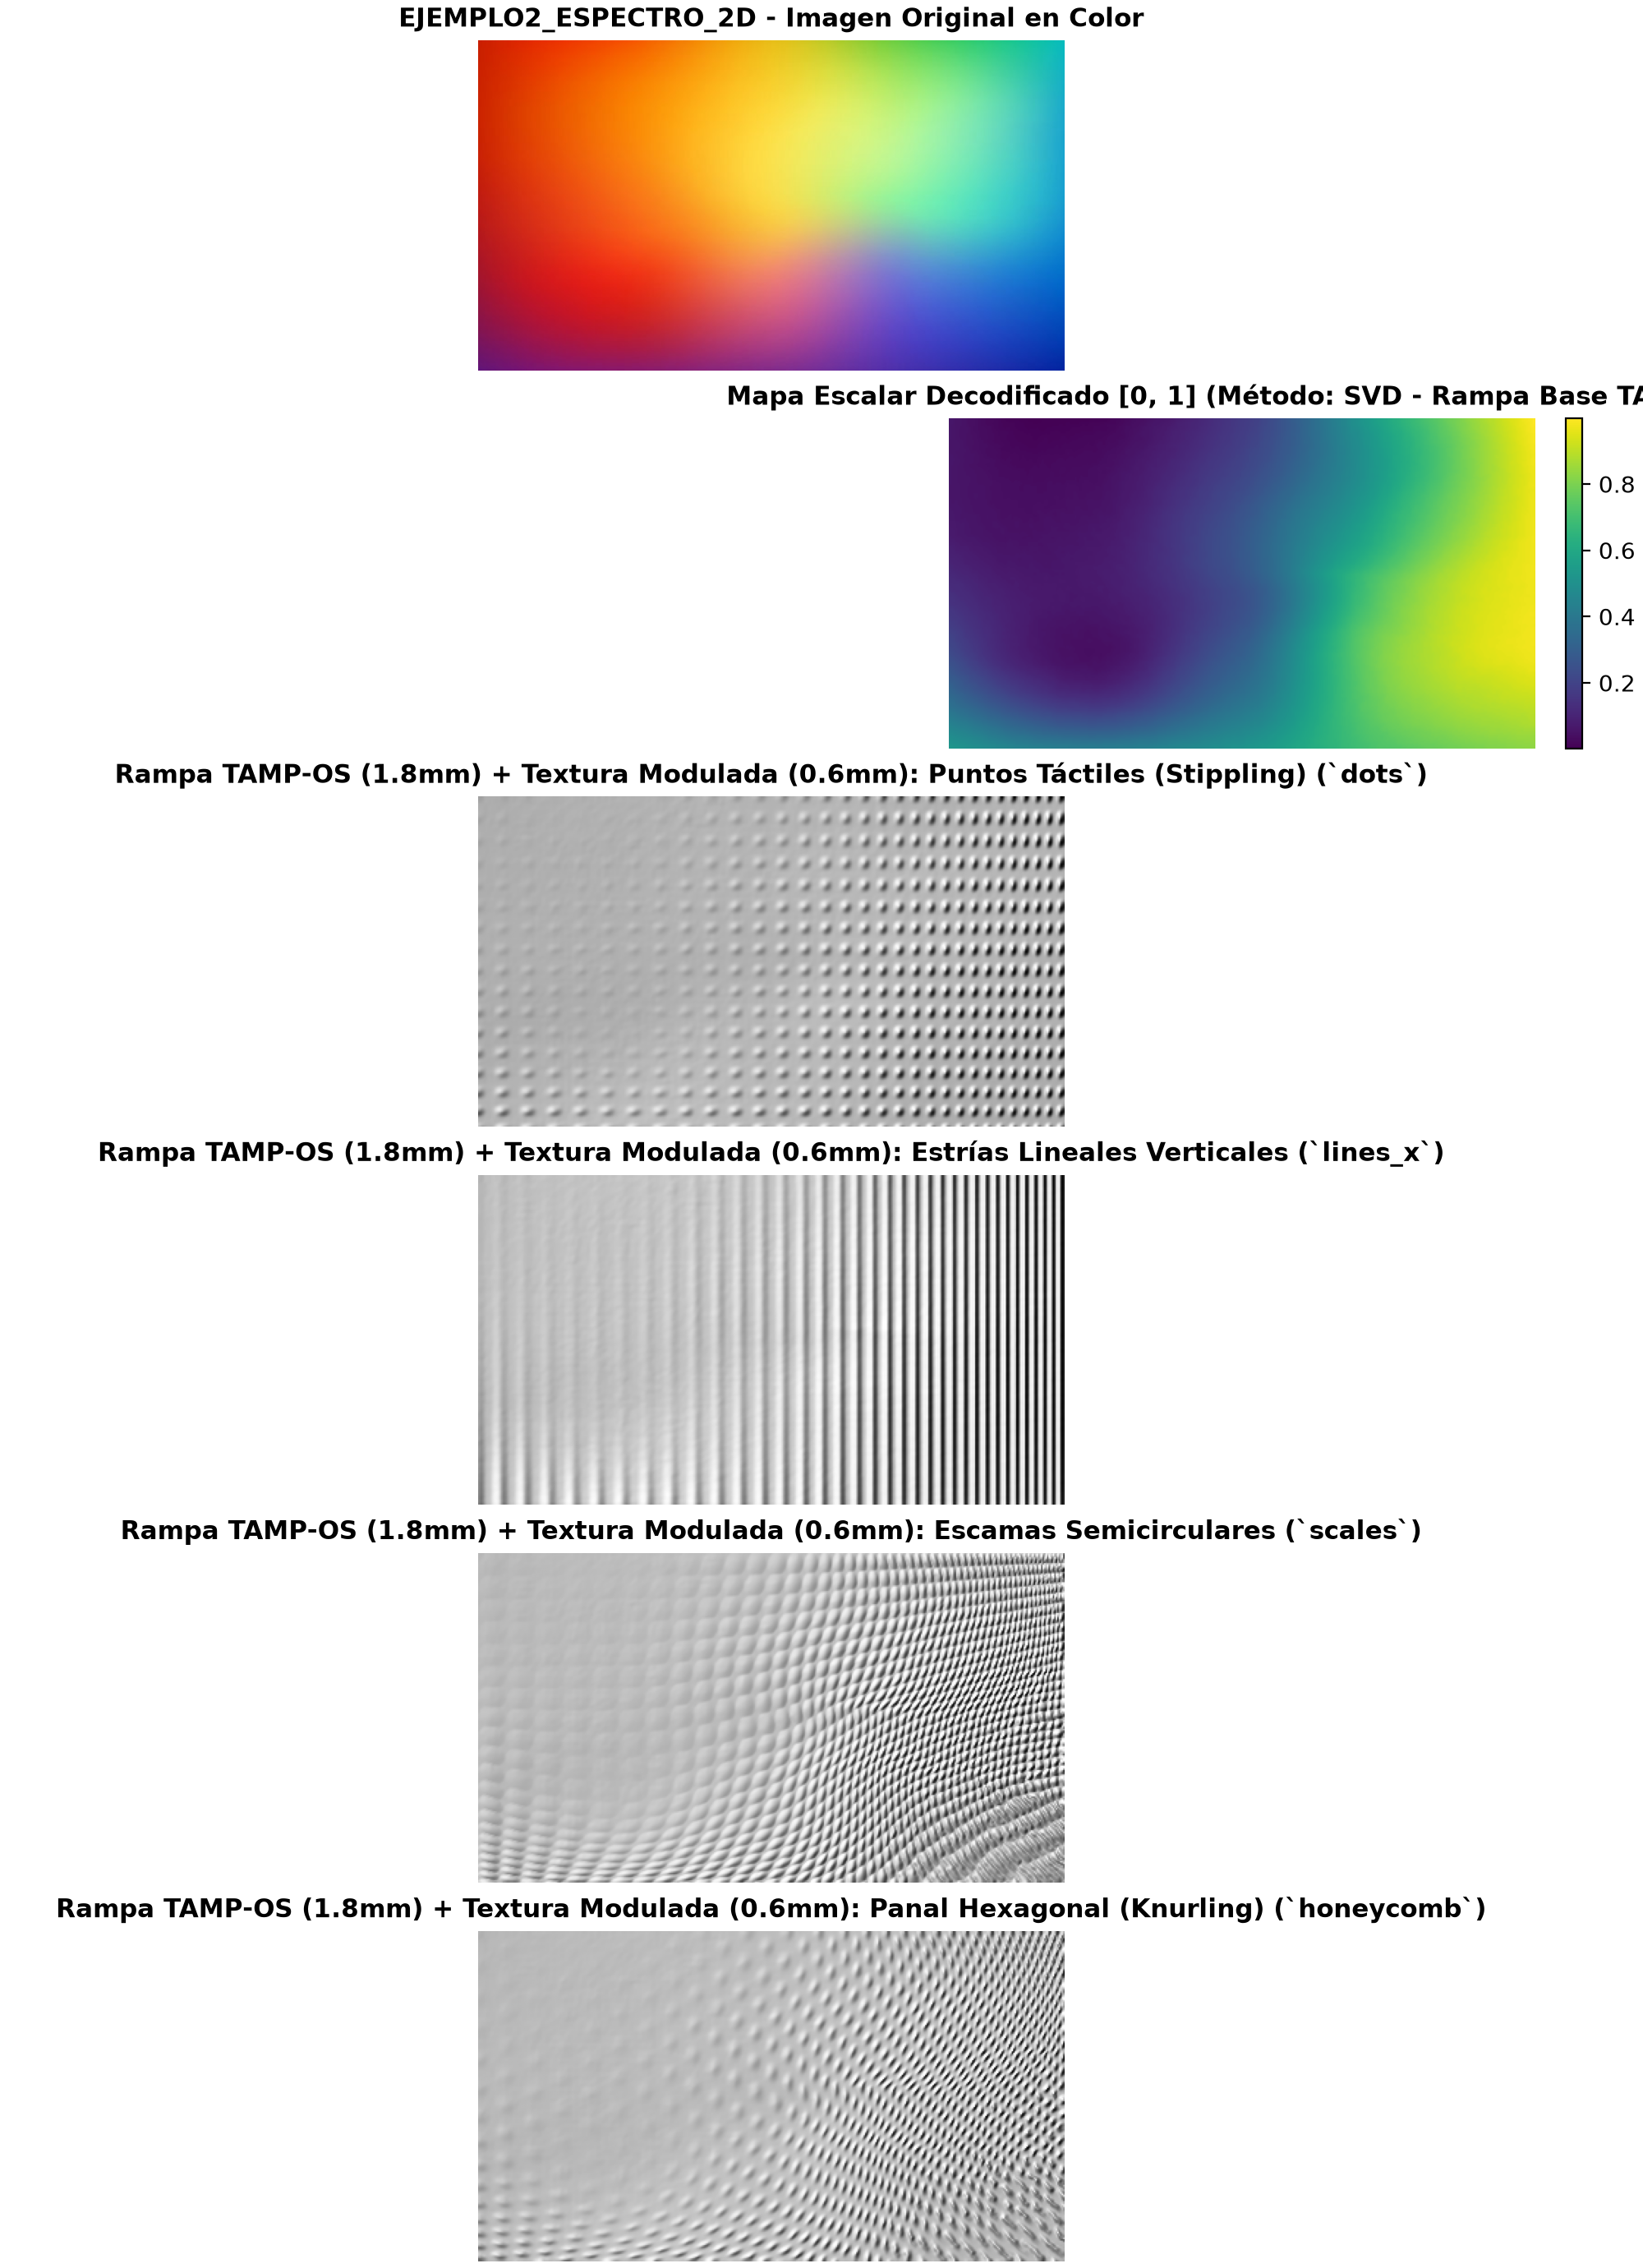 EJEMPLO2_ESPECTRO_2D - Imagen Original en Color
Mapa Escalar Decodificado [0, 1] (Método: SVD - Rampa Base TA
0.8
0.6
0.4
0.2
Rampa TAMP-OS (1.8mm) + Textura Modulada (0.6mm): Puntos Táctiles (Stippling) (`dots`)
Rampa TAMP-OS (1.8mm) + Textura Modulada (0.6mm): Estrías Lineales Verticales (`lines_x`)
Rampa TAMP-OS (1.8mm) + Textura Modulada (0.6mm): Escamas Semicirculares (`scales`)
Rampa TAMP-OS (1.8mm) + Textura Modulada (0.6mm): Panal Hexagonal (Knurling) (`honeycomb`)